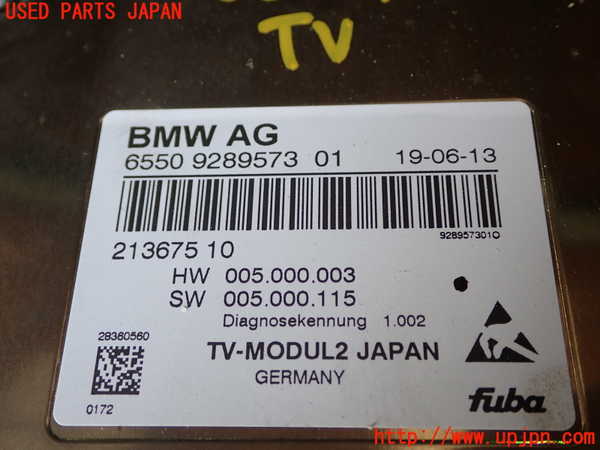 USED PARTS JAPAN
TV
BMW AG
6550 9289573 01 19-06-13
9289573010
213675 10
HW 005.000.003
SW 005.000.115
Diagnosekennung 1.002
28360560
TV-MODUL2 JAPAN
GERMANY
0172
fuba
http://www.upjpn.com/